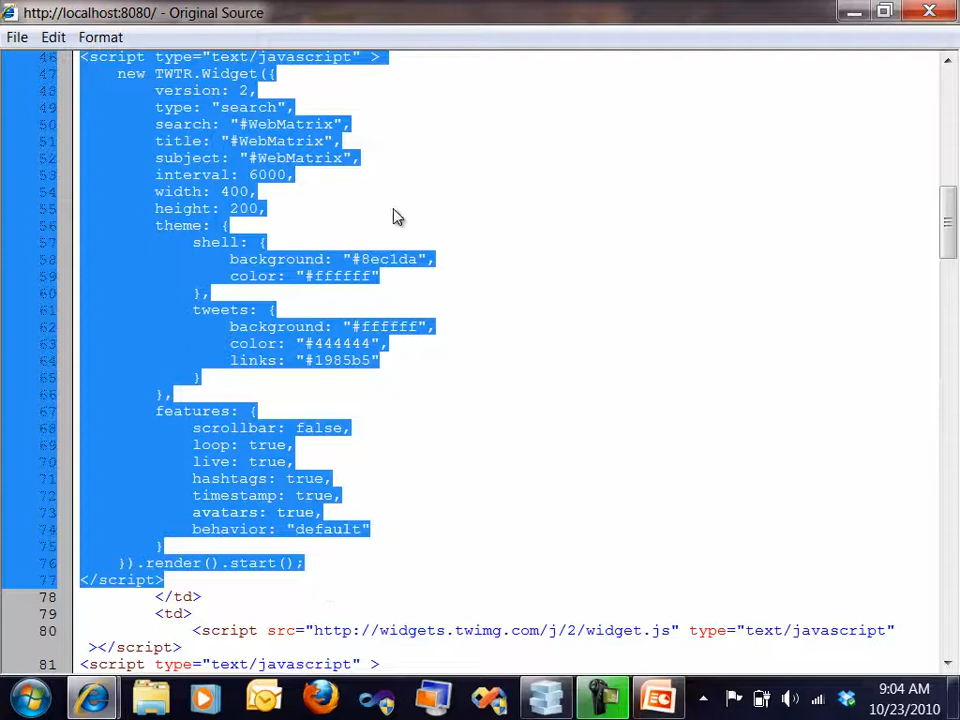 http://localhost:8080/ - Original Source
File Edit Format
46 <script type="text/javascript" >
47 new TWTR.Widget({
48 version: 2,
49 type: "search",
50 search: "#WebMatrix",
51 title: "#WebMatrix",
52 subject: "#WebMatrix",
53 interval: 6000,
54 width: 400,
55 height: 200,
56 theme: {
57 shell: {
58 background: "#8ec1da",
59 color: "#ffffff"
60 },
61 tweets: {
62 background: "#ffffff",
63 color: "#444444",
64 links: "#1985b5"
65 }
66 },
67 features: {
68 scrollbar: false,
69 loop: true,
70 live: true,
71 hashtags: true,
72 timestamp: true,
73 avatars: true,
74 behavior: "default"
75 }
76 }).render().start();
77 </script>
78 </td>
79 <td>
80 <script src="http://widgets.twimg.com/j/2/widget.js" type="text/javascript"
></script>
81 <script type="text/javascript" >
9:04 AM
10/23/2010